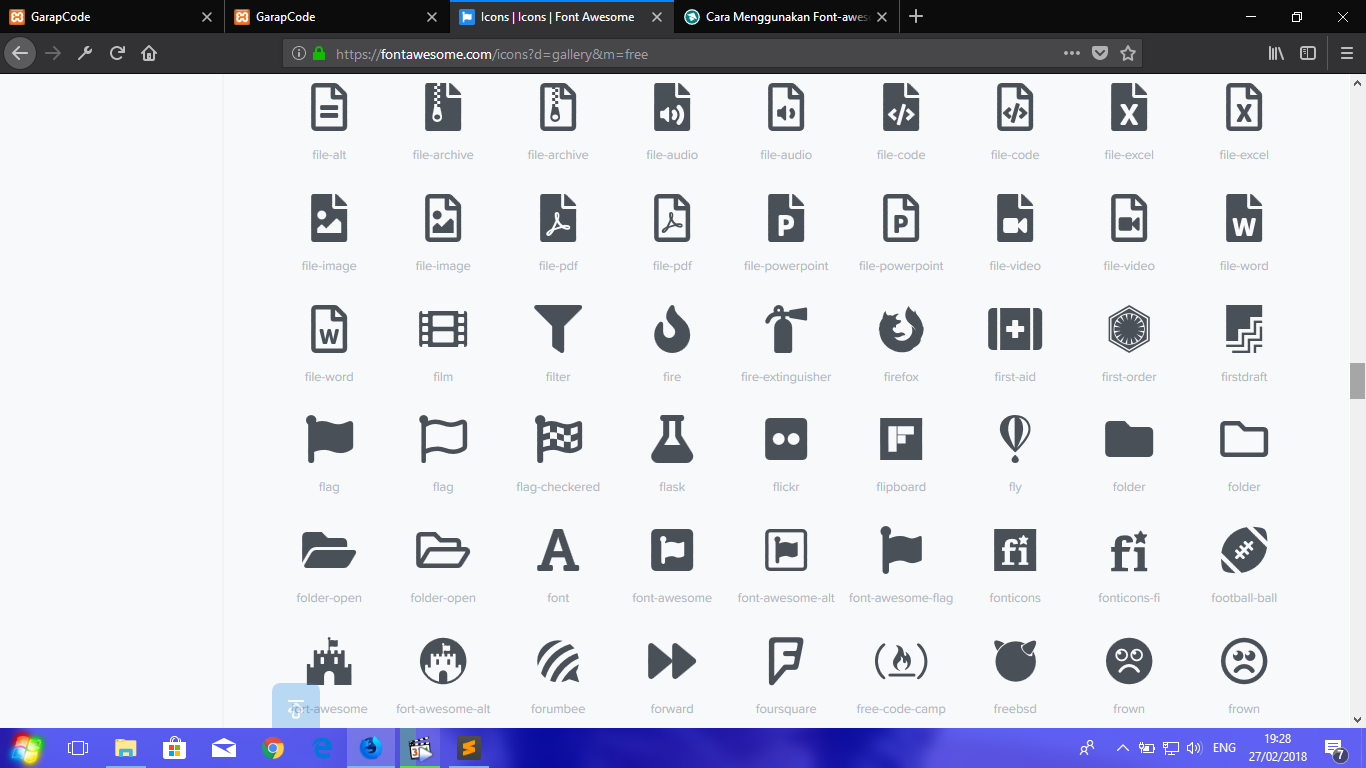 GarapCode
GarapCode
Icons | Icons | Font Awesome
Cara Menggunakan Font-awes
https://fontawesome.com/icons?d=gallery&m=free
file-alt file-archive file-archive file-audio file-audio file-code file-code file-excel file-excel
file-image file-image file-pdf file-pdf file-powerpoint file-powerpoint file-video file-video file-word
file-word film filter fire fire-extinguisher firefox first-aid first-order firstdraft
flag flag flag-checkered flask flickr flipboard fly folder folder
folder-open folder-open font font-awesome font-awesome-alt font-awesome-flag fonticons fonticons-fi football-ball
fort-awesome fort-awesome-alt forumbee forward foursquare free-code-camp freebsd frown frown
ENG
19:28
27/02/2018
7